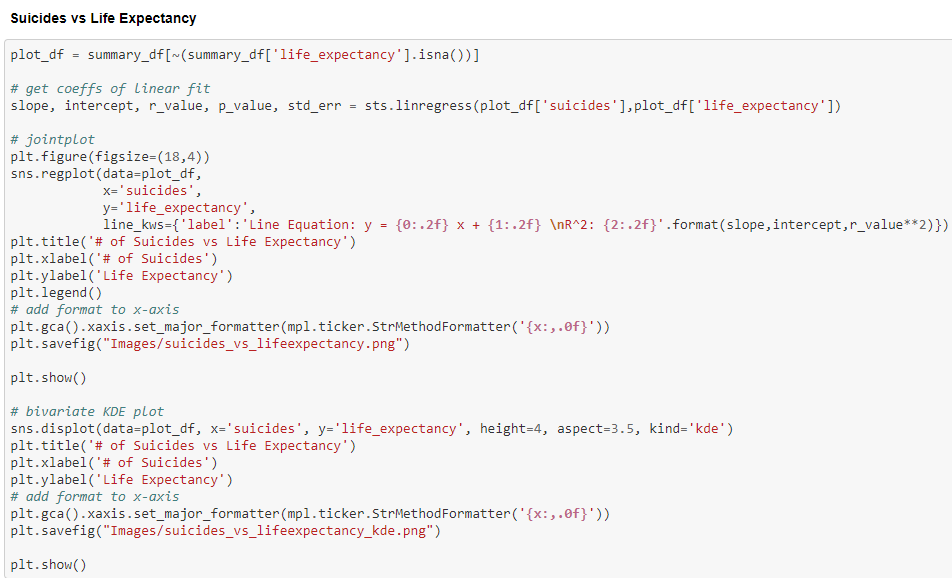 Suicides vs Life Expectancy
plot_df = summary_df[~(summary_df['life_expectancy'].isna())]
# get coeffs of linear fit
slope, intercept, r_value, p_value, std_err = sts.linregress(plot_df['suicides'],plot_df['life_expectancy'])
# jointplot
plt.figure(figsize=(18,4))
sns.regplot(data=plot_df,
            x='suicides',
            y='life_expectancy',
            line_kws={'label':'Line Equation: y = {0:.2f} x + {1:.2f} \nR^2: {2:.2f}'.format(slope,intercept,r_value**2)})
plt.title('# of Suicides vs Life Expectancy')
plt.xlabel('# of Suicides')
plt.ylabel('Life Expectancy')
plt.legend()
# add format to x-axis
plt.gca().xaxis.set_major_formatter(mpl.ticker.StrMethodFormatter('{x:,.0f}'))
plt.savefig("Images/suicides_vs_lifeexpectancy.png")
plt.show()
# bivariate KDE plot
sns.displot(data=plot_df, x='suicides', y='life_expectancy', height=4, aspect=3.5, kind='kde')
plt.title('# of Suicides vs Life Expectancy')
plt.xlabel('# of Suicides')
plt.ylabel('Life Expectancy')
# add format to x-axis
plt.gca().xaxis.set_major_formatter(mpl.ticker.StrMethodFormatter('{x:,.0f}'))
plt.savefig("Images/suicides_vs_lifeexpectancy_kde.png")
plt.show()